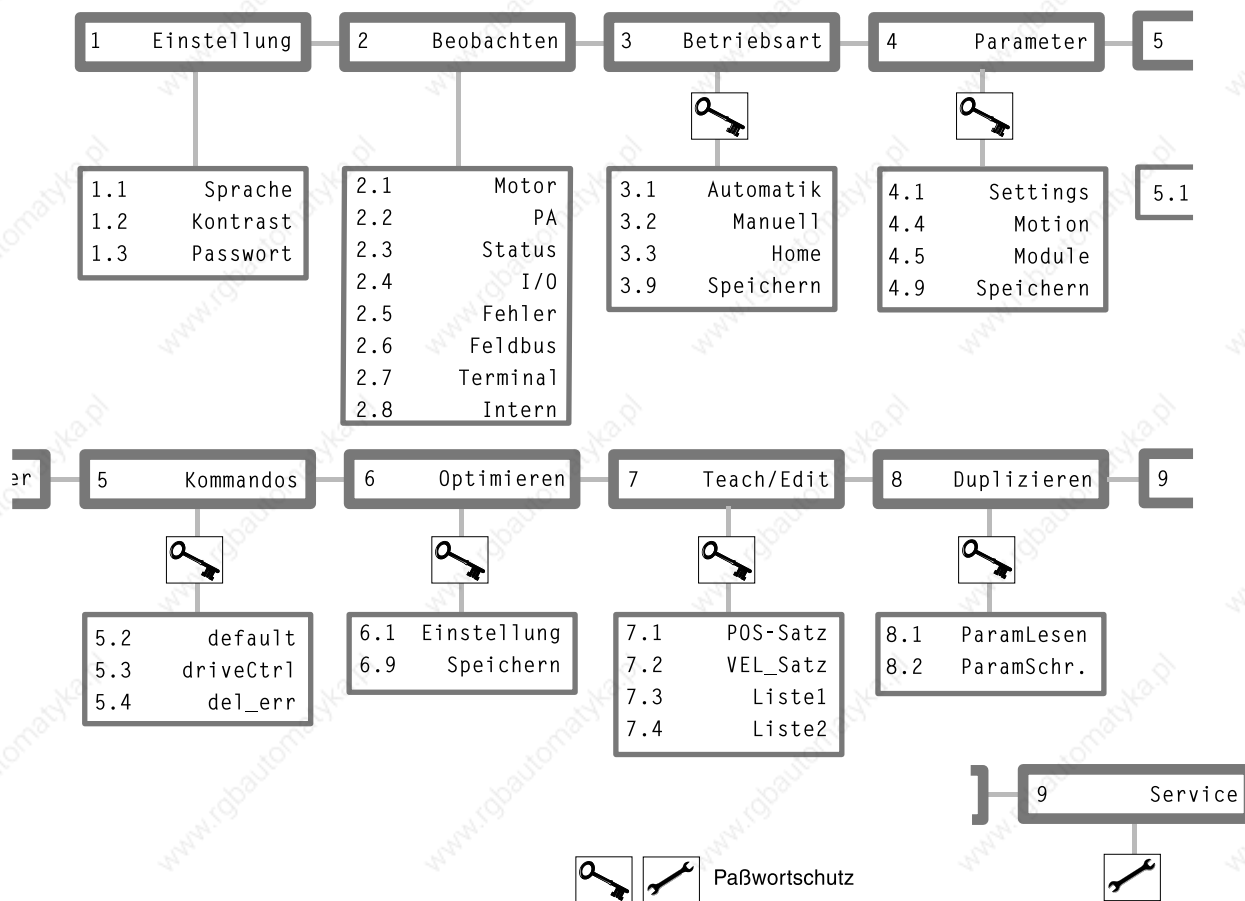 1 Einstellung 2 Beobachten 3 Betriebsart 4 Parameter 5
1.1 Sprache
1.2 Kontrast
1.3 Passwort
2.1 Motor
2.2 PA
2.3 Status
2.4 I/O
2.5 Fehler
2.6 Feldbus
2.7 Terminal
2.8 Intern
3.1 Automatik
3.2 Manuell
3.3 Home
3.9 Speichern
4.1 Settings
4.4 Motion
4.5 Module
4.9 Speichern
5.1
er 5 Kommandos 6 Optimieren 7 Teach/Edit 8 Duplizieren 9
5.2 default
5.3 driveCtrl
5.4 del_err
6.1 Einstellung
6.9 Speichern
7.1 POS-Satz
7.2 VEL_Satz
7.3 Liste1
7.4 Liste2
8.1 ParamLesen
8.2 ParamSchr.
9 Service
Paßwortschutz
www.rgbautomatyka.pl